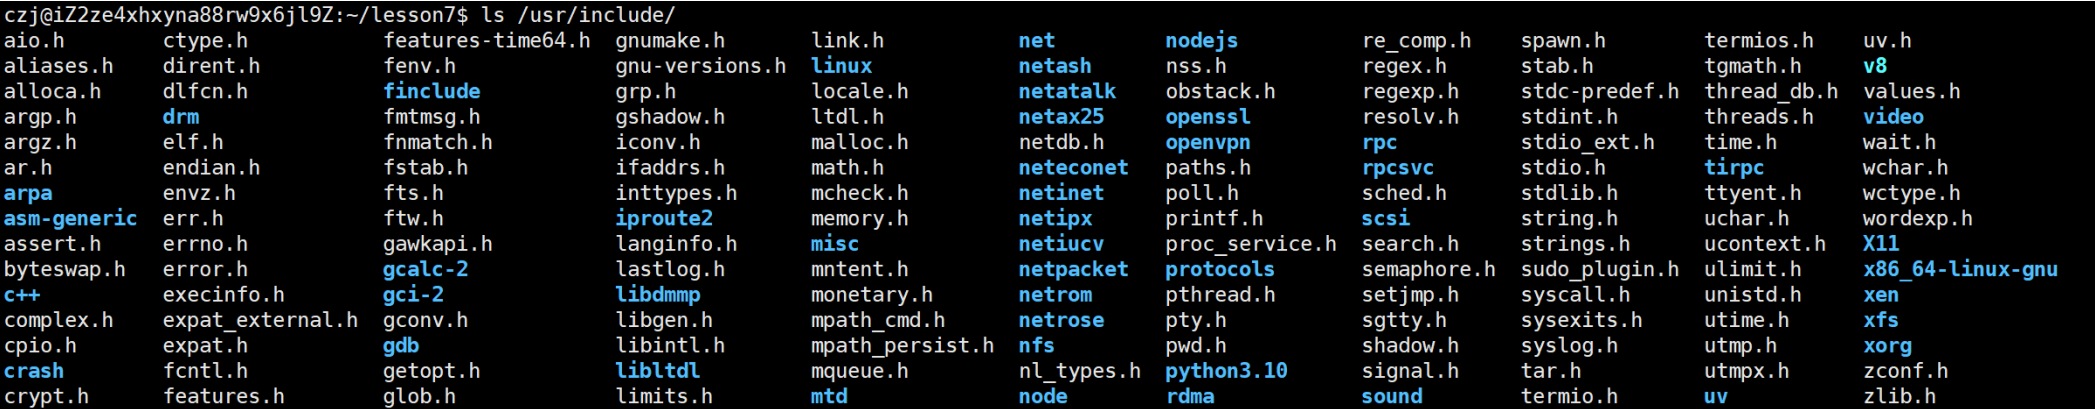 czj@iZ2ze4xhxyna88rw9x6jl9Z:~/lesson7$ ls /usr/include/
aio.h ctype.h features-time64.h gnumake.h link.h net nodejs re_comp.h spawn.h termios.h uv.h
aliases.h dirent.h fenv.h gnu-versions.h linux netash nss.h regex.h stab.h tgmath.h v8
alloca.h dlfcn.h finclude grp.h locale.h netatalk obstack.h regexp.h stdc-predef.h thread_db.h values.h
argp.h drm fmtmsg.h gshadow.h ltdl.h netax25 openssl resolv.h stdint.h threads.h video
argz.h elf.h fnmatch.h iconv.h malloc.h netdb.h openvpn rpc stdio_ext.h time.h wait.h
ar.h endian.h fstab.h ifaddrs.h math.h neteconet paths.h rpcsvc stdio.h tirpc wchar.h
arpa envz.h fts.h inttypes.h mcheck.h netinet poll.h sched.h stdlib.h ttyent.h wctype.h
asm-generic err.h ftw.h iproute2 memory.h netipx printf.h scsi string.h uchar.h wordexp.h
assert.h errno.h gawkapi.h langinfo.h misc netiucv proc_service.h search.h strings.h ucontext.h X11
byteswap.h error.h gcalc-2 lastlog.h mntent.h netpacket protocols semaphore.h sudo_plugin.h ulimit.h x86_64-linux-gnu
c++ execinfo.h gci-2 libdmmp monetary.h netrom pthread.h setjmp.h syscall.h unistd.h xen
complex.h expat_external.h gconv.h libgen.h mpath_cmd.h netrose pty.h sgtty.h sysexits.h utime.h xfs
cpio.h expat.h gdb libintl.h mpath_persist.h nfs pwd.h shadow.h syslog.h utmp.h xorg
crash fcntl.h getopt.h libltdl mqueue.h nl_types.h python3.10 signal.h tar.h utmpx.h zconf.h
crypt.h features.h glob.h limits.h mtd node rdma sound termio.h uv zlib.h